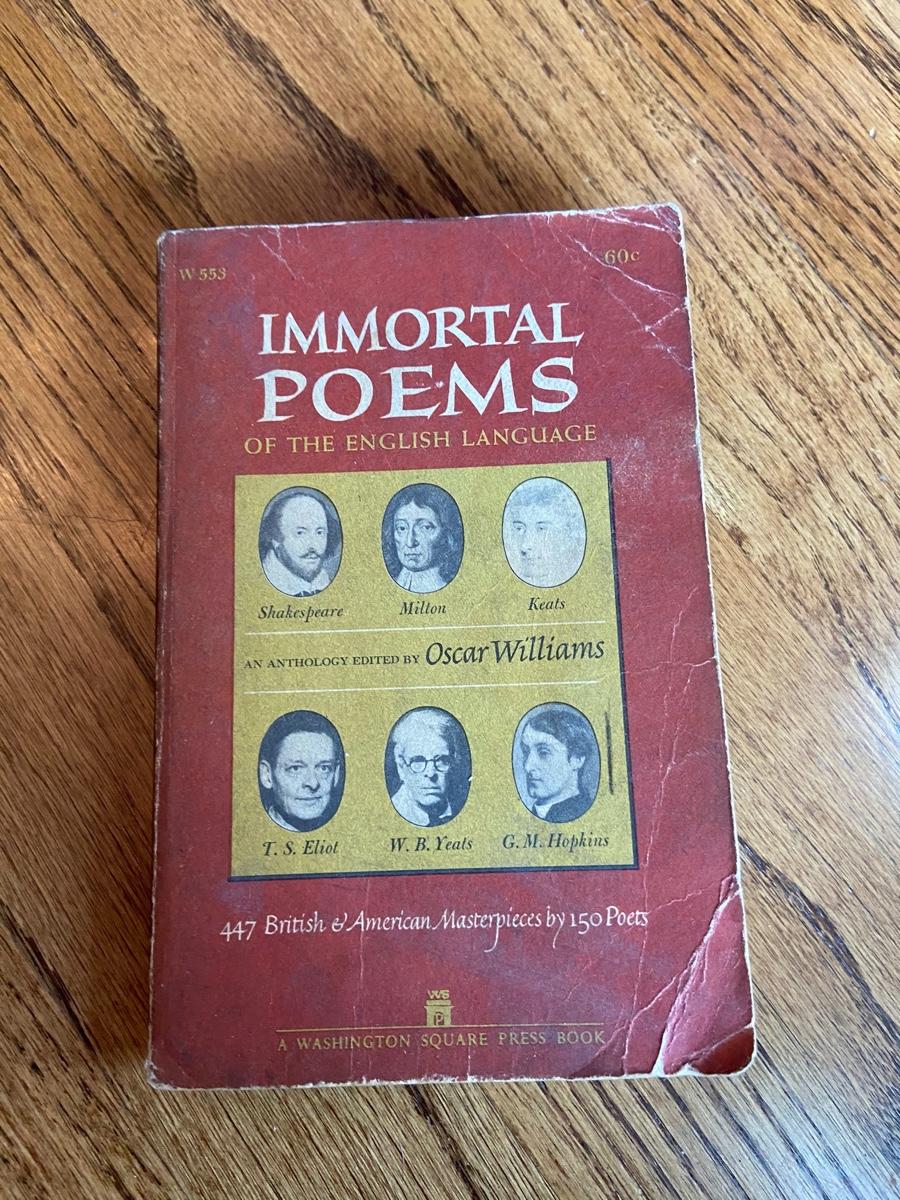 W 553
60c
IMMORTAL
POEMS
OF THE ENGLISH LANGUAGE
Shakespeare Milton Keats
AN ANTHOLOGY EDITED BY Oscar Williams
T. S. Eliot W. B. Yeats G. M. Hopkins
447 British & American Masterpieces by 150 Poets
WS
P
A WASHINGTON SQUARE PRESS BOOK